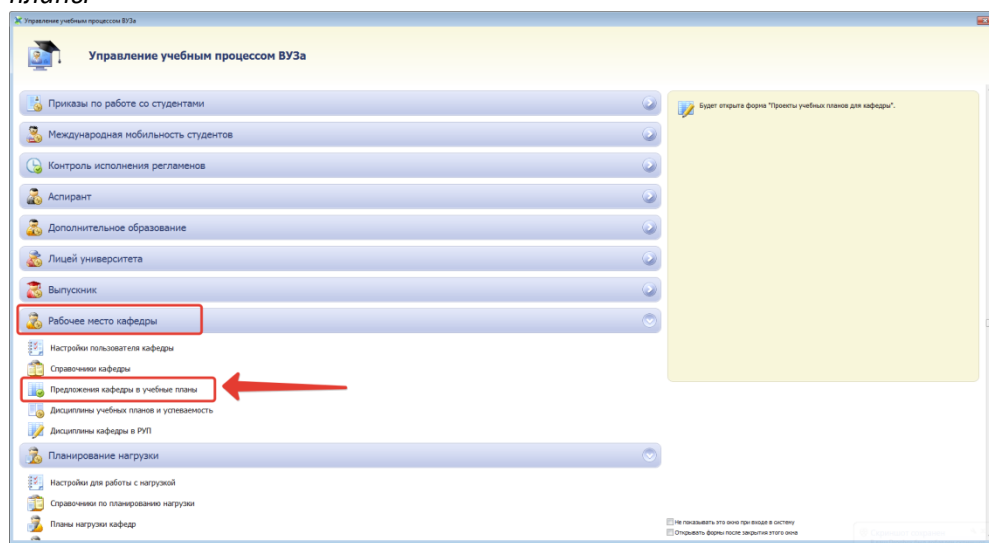 планы
Управление учебным процессом ВУЗа
Управление учебным процессом ВУЗа
Приказы по работе со студентами
Международная мобильность студентов
Контроль исполнения регламенов
Аспирант
Дополнительное образование
Лицей университета
Выпускник
Рабочее место кафедры
Настройки пользователя кафедры
Справочники кафедры
Предложения кафедры в учебные планы
Дисциплины учебных планов и успеваемость
Дисциплины кафедры в РУП
Планирование нагрузки
Настройки для работы с нагрузкой
Справочники по планированию нагрузки
Планы нагрузки кафедр
Будет открыта форма "Проекты учебных планов для кафедры".
Не показывать это окно при входе в систему
Открывать формы после закрытия этого окна